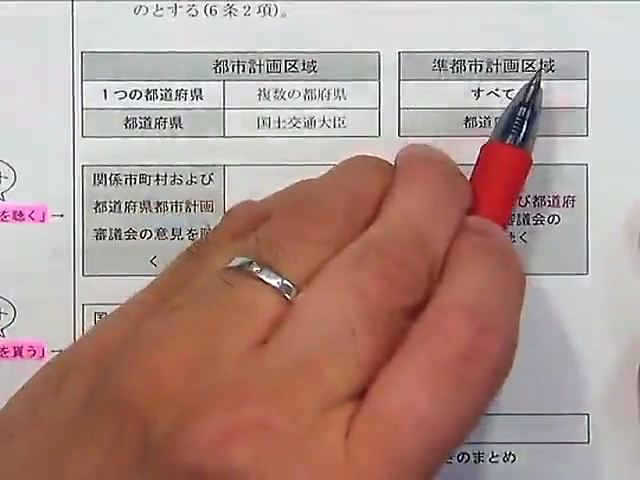 のとする(6条2項)。
都市計画区域
準都市計画区域
1つの都道府県
複数の都府県
すべて
都道府県
国土交通大臣
都道
関係市町村および
都道府県都市計画
審議会の意見を
く
び都道府
審議会の
く
を聴く」→
を貰う」→
国
のまとめ